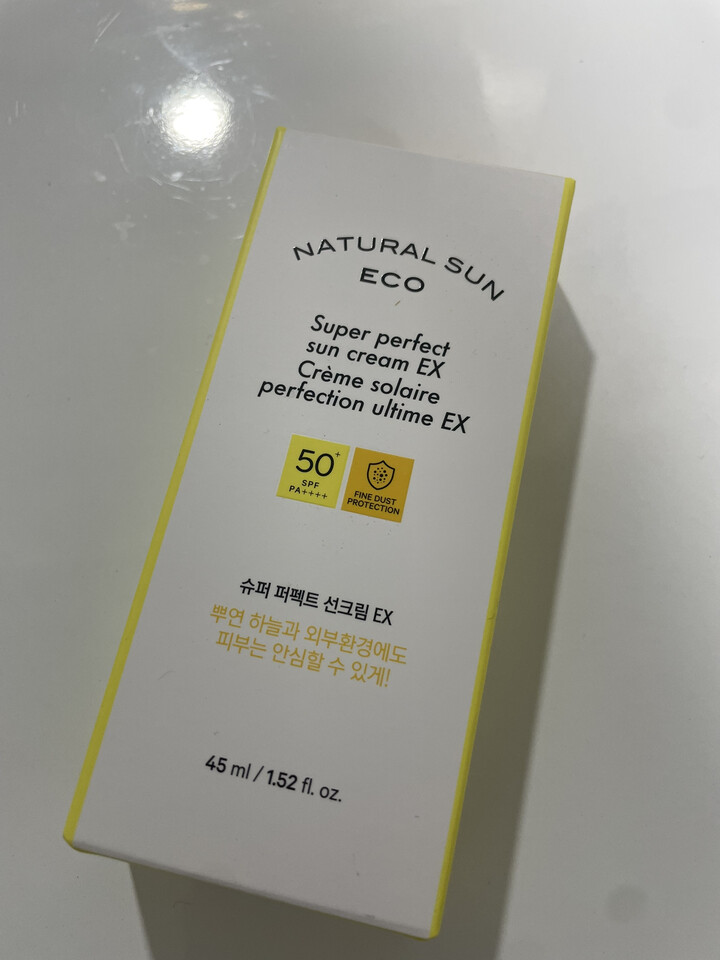 NATURAL SUN
ECO
Super perfect
sun cream EX
Crème solaire
perfection ultime EX
50+
SPF
PA++++
FINE DUST
PROTECTION
슈퍼 퍼펙트 선크림 EX
뿌연 하늘과 외부환경에도
피부는 안심할 수 있게!
45 ml / 1.52 fl. oz.